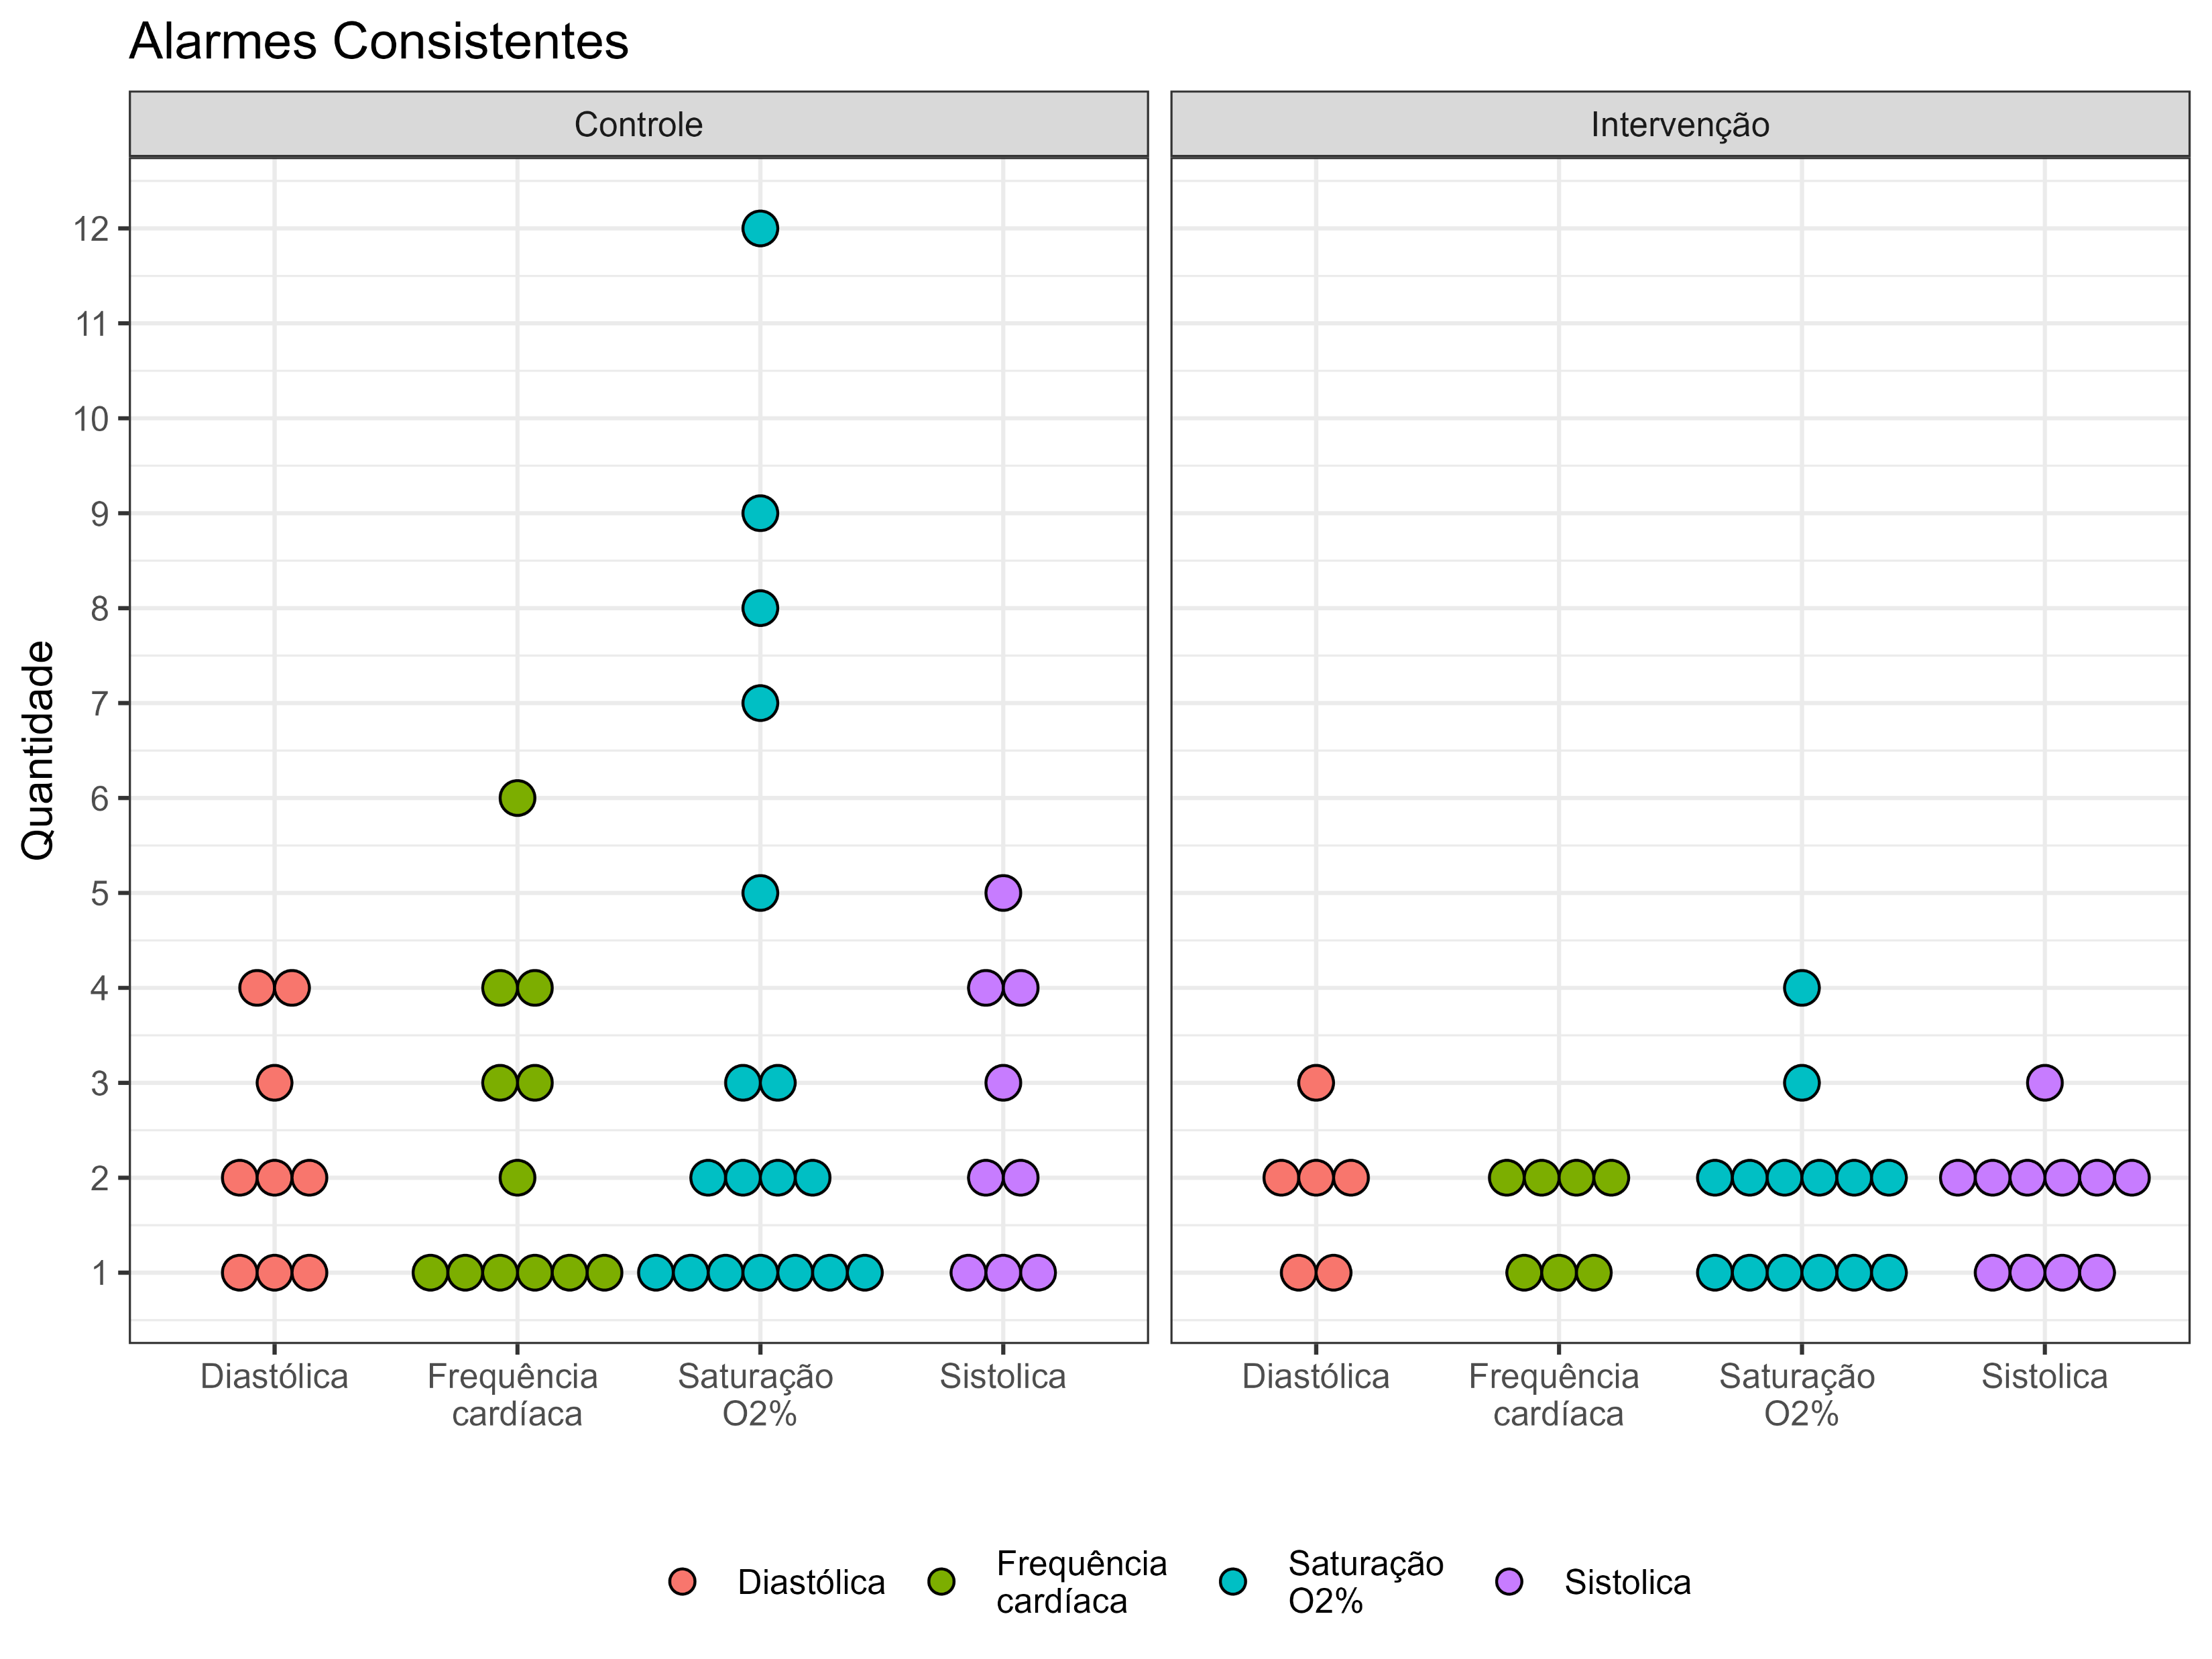 Alarmes Consistentes
Controle
Intervenção
Quantidade
12
11
10
9
8
7
6
5
4
3
2
1
Diastólica
Frequência
cardíaca
Saturação
O2%
Sistolica
Diastólica
Frequência
cardíaca
Saturação
O2%
Sistolica
Diastólica
Frequência
cardíaca
Saturação
O2%
Sistolica